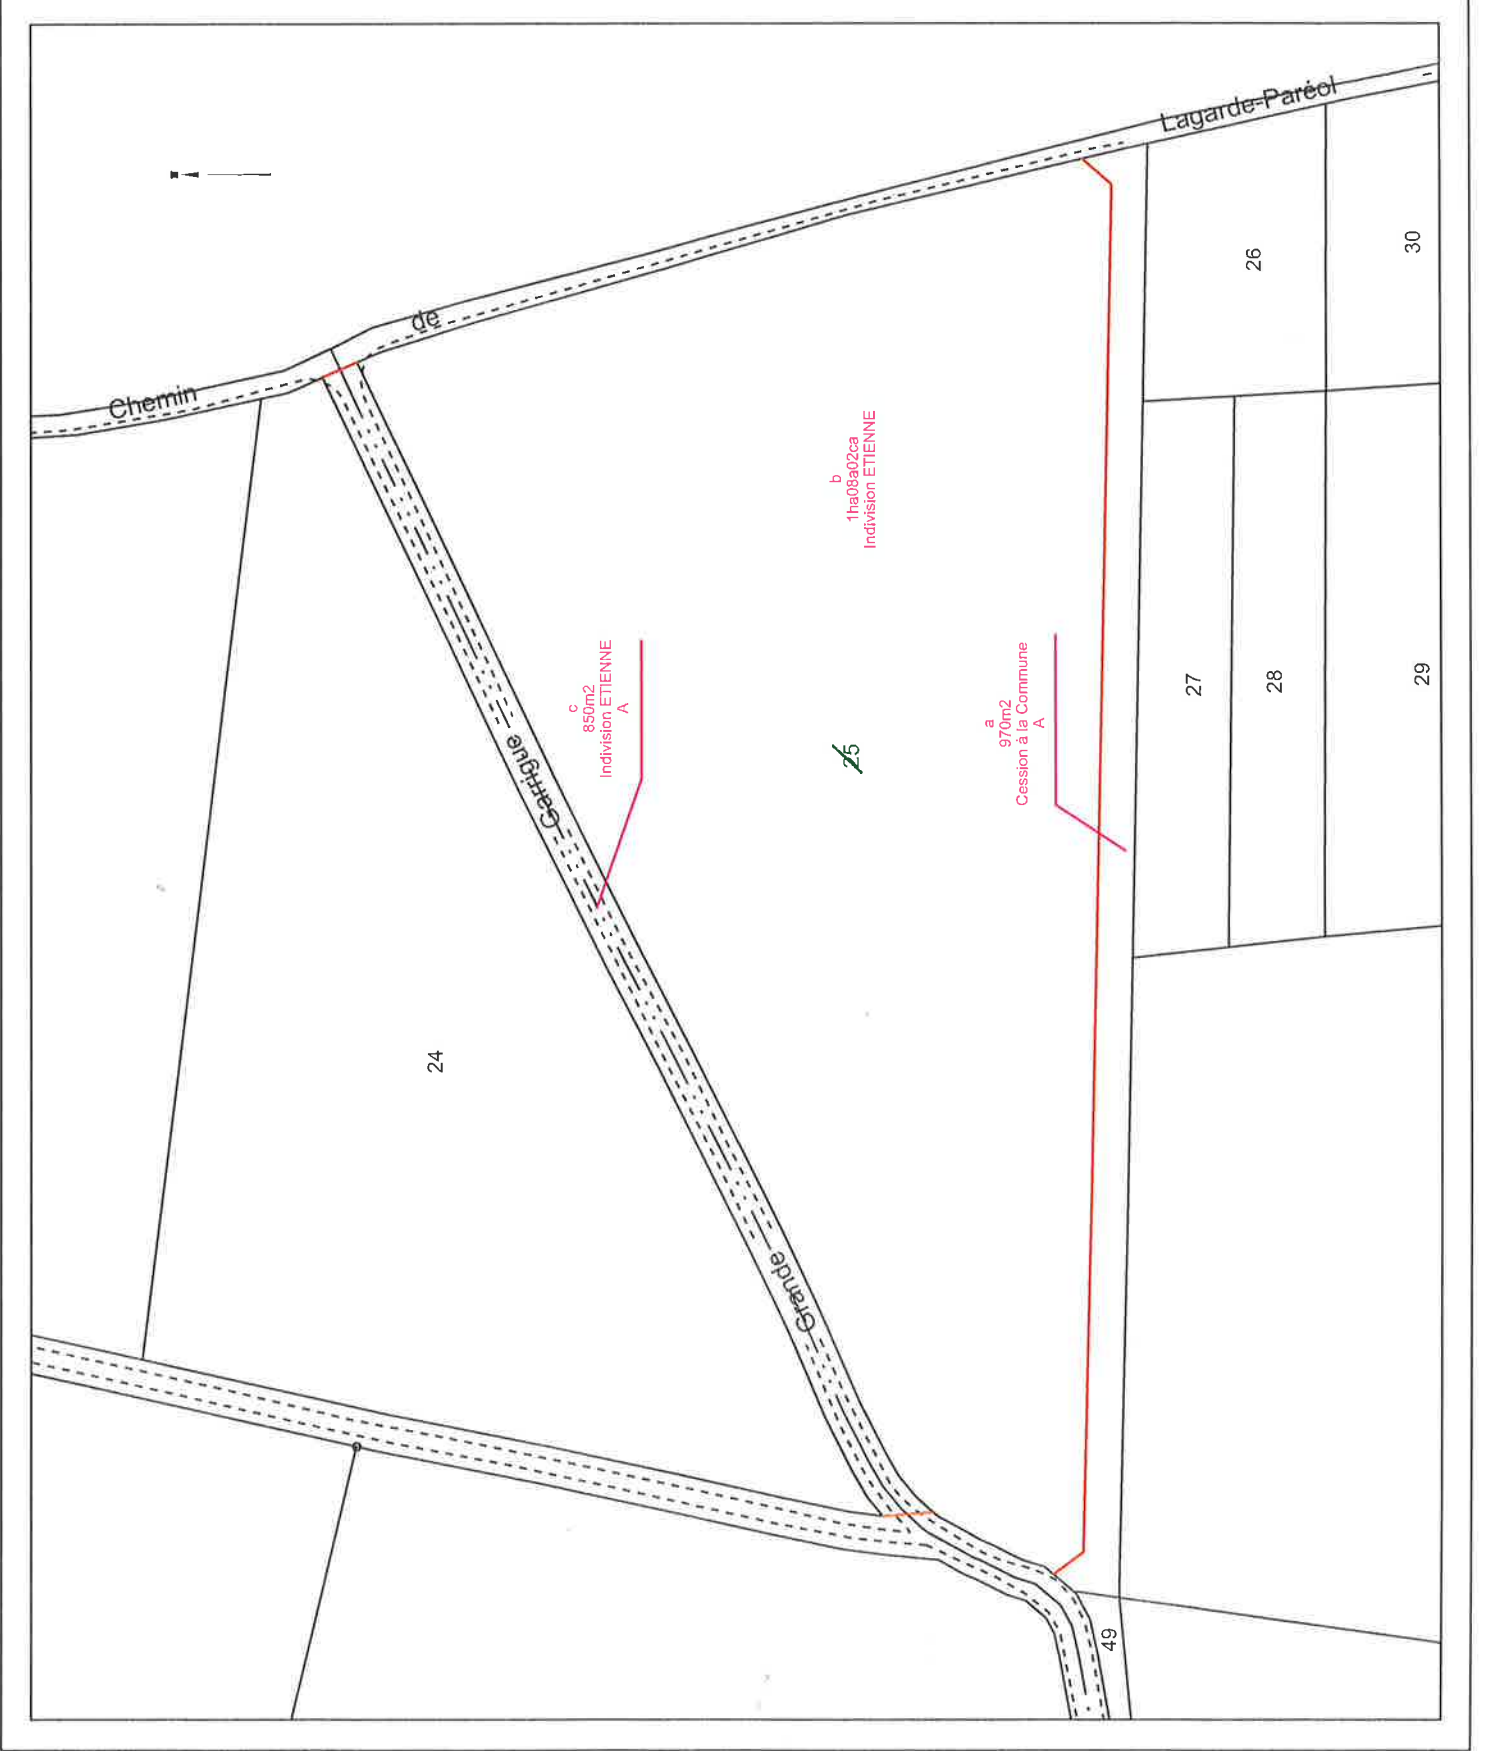 Chemin
de
Lagarde-Paréol
26
30
b
1ha08a02ca
Indivision ETIENNE
c
850m2
Indivision ETIENNE
A
a
970m2
Cession à la Commune
A
27
28
29
25
Garrigue
24
Grande
49